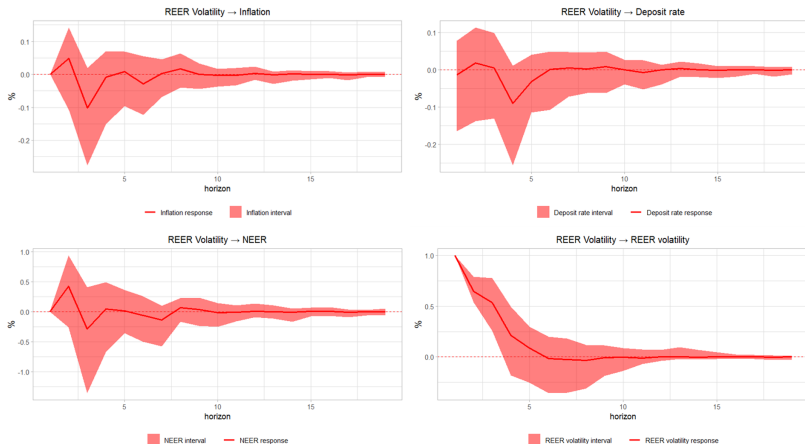 REER Volatility → Inflation
0.1
0.0
-0.1
-0.2
%
5
10
15
horizon
Inflation response
Inflation interval
REER Volatility → Deposit rate
0.1
0.0
-0.1
-0.2
%
5
10
15
horizon
Deposit rate interval
Deposit rate response
REER Volatility → NEER
1.0
0.5
0.0
-0.5
-1.0
%
5
10
15
horizon
NEER interval
NEER response
REER Volatility → REER volatility
1.0
0.5
0.0
%
5
10
15
horizon
REER volatility interval
REER volatility response